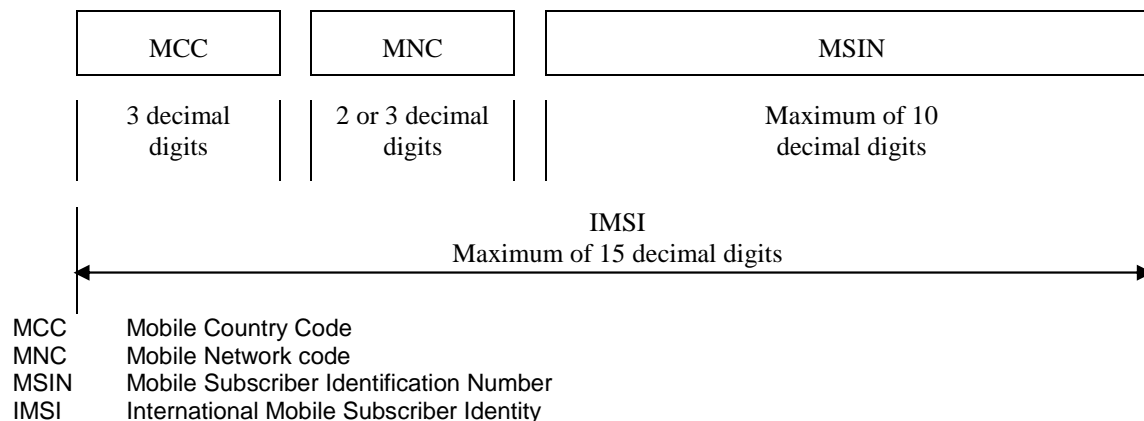 MCC MNC MSIN
3 decimal digits
2 or 3 decimal digits
Maximum of 10 decimal digits
IMSI
Maximum of 15 decimal digits
MCC Mobile Country Code
MNC Mobile Network code
MSIN Mobile Subscriber Identification Number
IMSI International Mobile Subscriber Identity